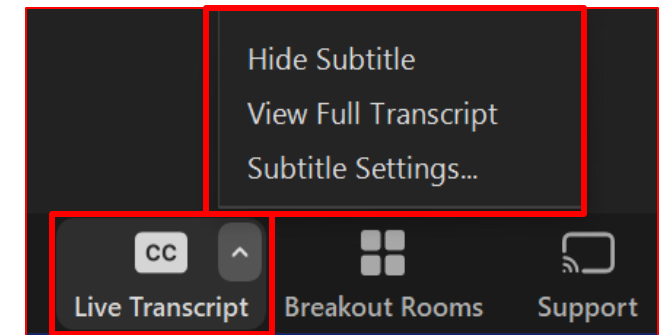 Hide Subtitle
View Full Transcript
Subtitle Settings...
CC
Live Transcript
Breakout Rooms
Support